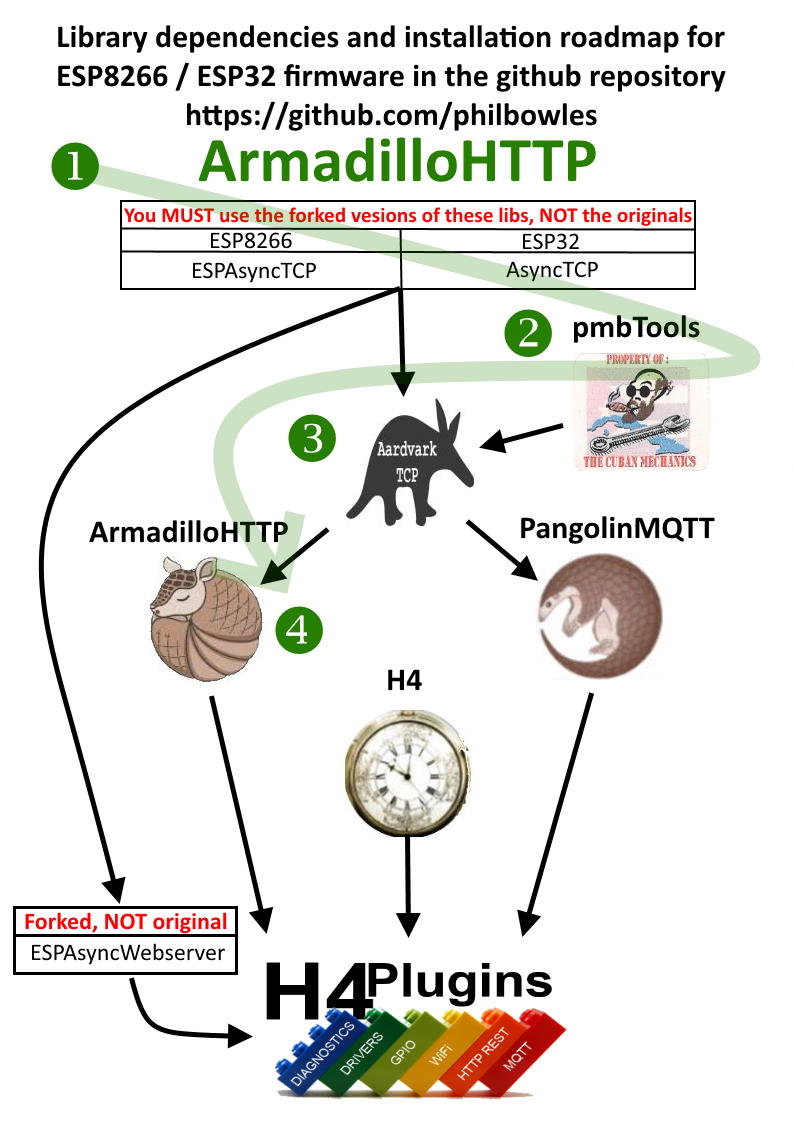 Library dependencies and installation roadmap for
ESP8266 / ESP32 firmware in the github repository
https://github.com/philbowles
1
ArmadilloHTTP
You MUST use the forked vesions of these libs, NOT the originals
ESP8266
ESP32
ESPAsyncTCP
AsyncTCP
2
pmbTools
PROPERTY OF :
THE CUBAN MECHANICS
3
Aardvark
TCP
ArmadilloHTTP
PangolinMQTT
4
H4
Forked, NOT original
ESPAsyncWebserver
H4Plugins
DIAGNOSTICS
DRIVERS
GPIO
WiFi
HTTP REST
MQTT